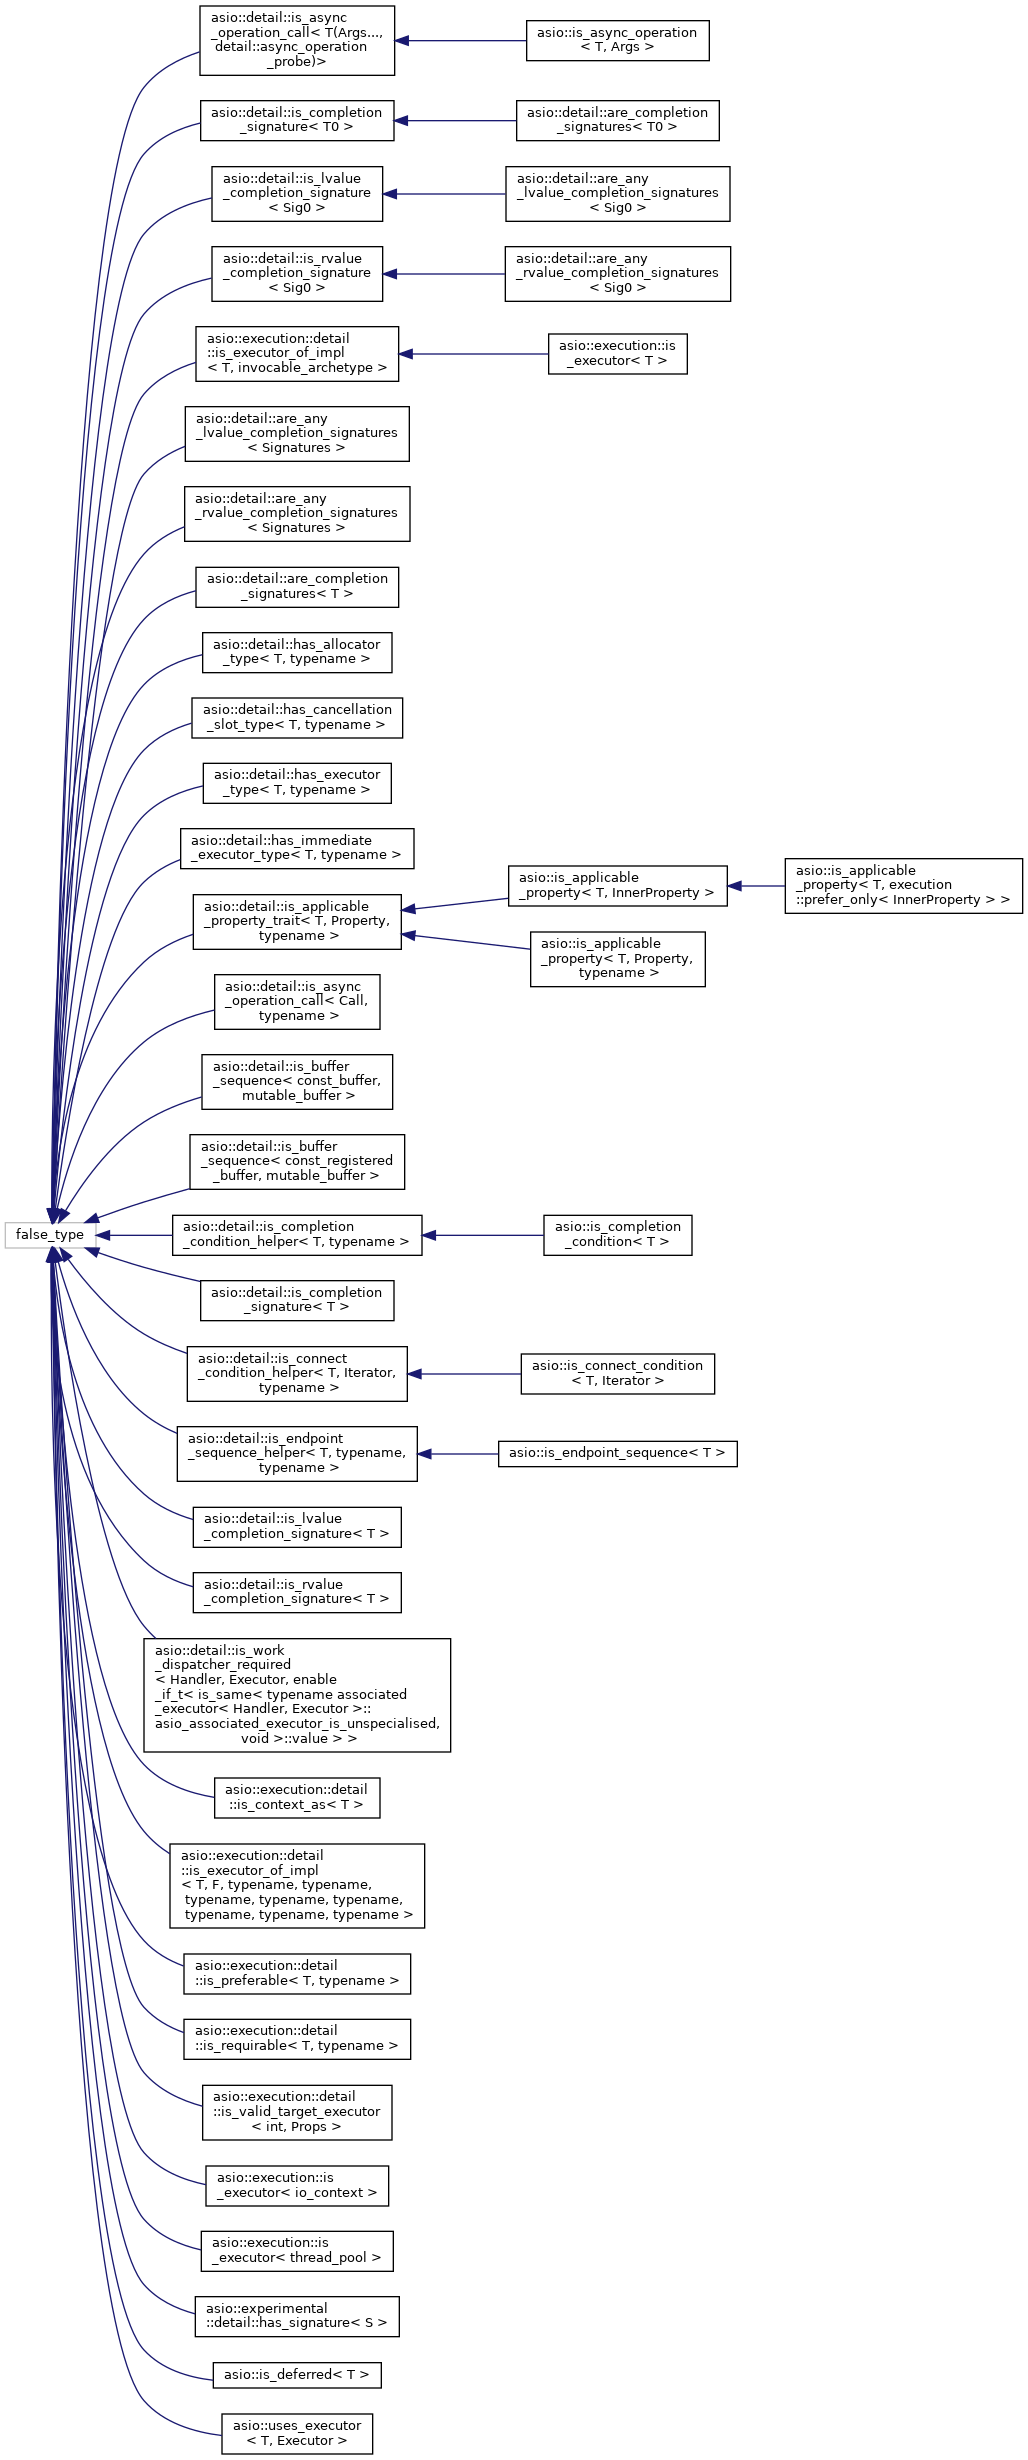 asio::detail::is_async
_operation_call< T(Args...,
detail::async_operation
_probe)>
asio::is_async_operation
< T, Args >
asio::detail::is_completion
_signature< T0 >
asio::detail::are_completion
_signatures< T0 >
asio::detail::is_lvalue
_completion_signature
< Sig0 >
asio::detail::are_any
_lvalue_completion_signatures
< Sig0 >
asio::detail::is_rvalue
_completion_signature
< Sig0 >
asio::detail::are_any
_rvalue_completion_signatures
< Sig0 >
asio::execution::detail
::is_executor_of_impl
< T, invocable_archetype >
asio::execution::is
_executor< T >
asio::detail::are_any
_lvalue_completion_signatures
< Signatures >
asio::detail::are_any
_rvalue_completion_signatures
< Signatures >
asio::detail::are_completion
_signatures< T >
asio::detail::has_allocator
_type< T, typename >
asio::detail::has_cancellation
_slot_type< T, typename >
asio::detail::has_executor
_type< T, typename >
asio::detail::has_immediate
_executor_type< T, typename >
asio::detail::is_applicable
_property_trait< T, Property,
typename >
asio::is_applicable
_property< T, InnerProperty >
asio::is_applicable
_property< T, execution
::prefer_only< InnerProperty > >
asio::is_applicable
_property< T, Property,
typename >
asio::detail::is_async
_operation_call< Call,
typename >
asio::detail::is_buffer
_sequence< const_buffer,
mutable_buffer >
asio::detail::is_buffer
_sequence< const_registered
_buffer, mutable_buffer >
false_type
asio::detail::is_completion
_condition_helper< T, typename >
asio::is_completion
_condition< T >
asio::detail::is_completion
_signature< T >
asio::detail::is_connect
_condition_helper< T, Iterator,
typename >
asio::is_connect_condition
< T, Iterator >
asio::detail::is_endpoint
_sequence_helper< T, typename,
typename >
asio::is_endpoint_sequence< T >
asio::detail::is_lvalue
_completion_signature< T >
asio::detail::is_rvalue
_completion_signature< T >
asio::detail::is_work
_dispatcher_required
< Handler, Executor, enable
_if_t< is_same< typename associated
_executor< Handler, Executor >::
asio_associated_executor_is_unspecialised,
void >::value > >
asio::execution::detail
::is_context_as< T >
asio::execution::detail
::is_executor_of_impl
< T, F, typename, typename,
typename, typename, typename,
typename, typename, typename >
asio::execution::detail
::is_preferable< T, typename >
asio::execution::detail
::is_requirable< T, typename >
asio::execution::detail
::is_valid_target_executor
< int, Props >
asio::execution::is
_executor< io_context >
asio::execution::is
_executor< thread_pool >
asio::experimental
::detail::has_signature< S >
asio::is_deferred< T >
asio::uses_executor
< T, Executor >